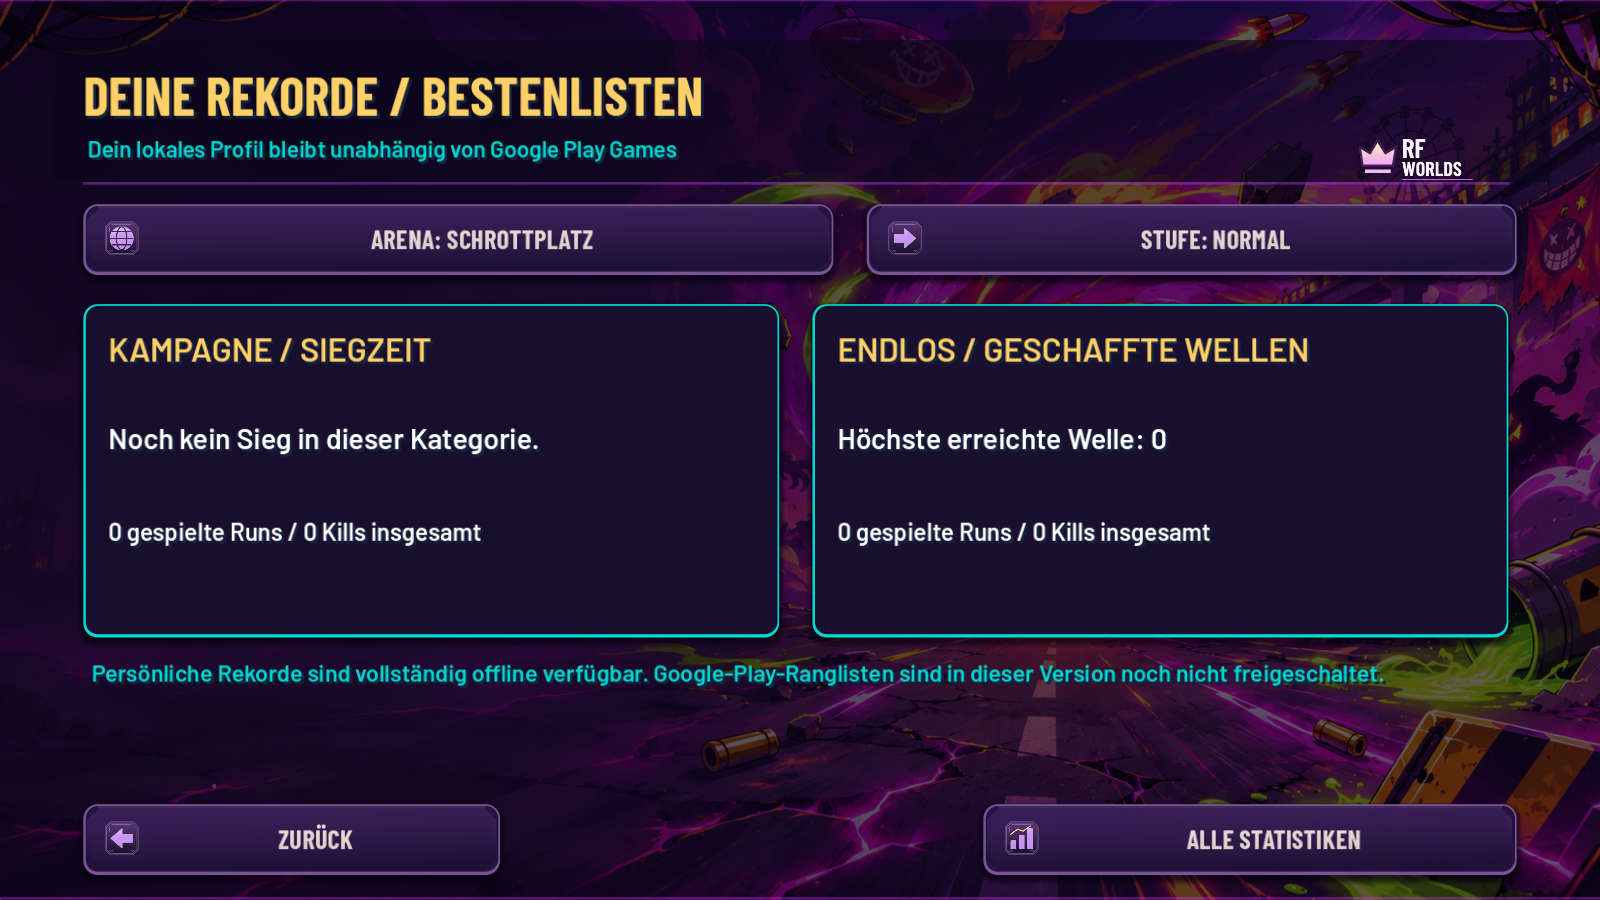 DEINE REKORDE / BESTENLISTEN
Dein lokales Profil bleibt unabhängig von Google Play Games
RF
WORLDS
ARENA: SCHROTTPLATZ
STUFE: NORMAL
KAMPAGNE / SIEGZEIT
Noch kein Sieg in dieser Kategorie.
0 gespielte Runs / 0 Kills insgesamt
ENDLOS / GESCHAFFTE WELLEN
Höchste erreichte Welle: 0
0 gespielte Runs / 0 Kills insgesamt
Persönliche Rekorde sind vollständig offline verfügbar. Google-Play-Ranglisten sind in dieser Version noch nicht freigeschaltet.
ZURÜCK
ALLE STATISTIKEN